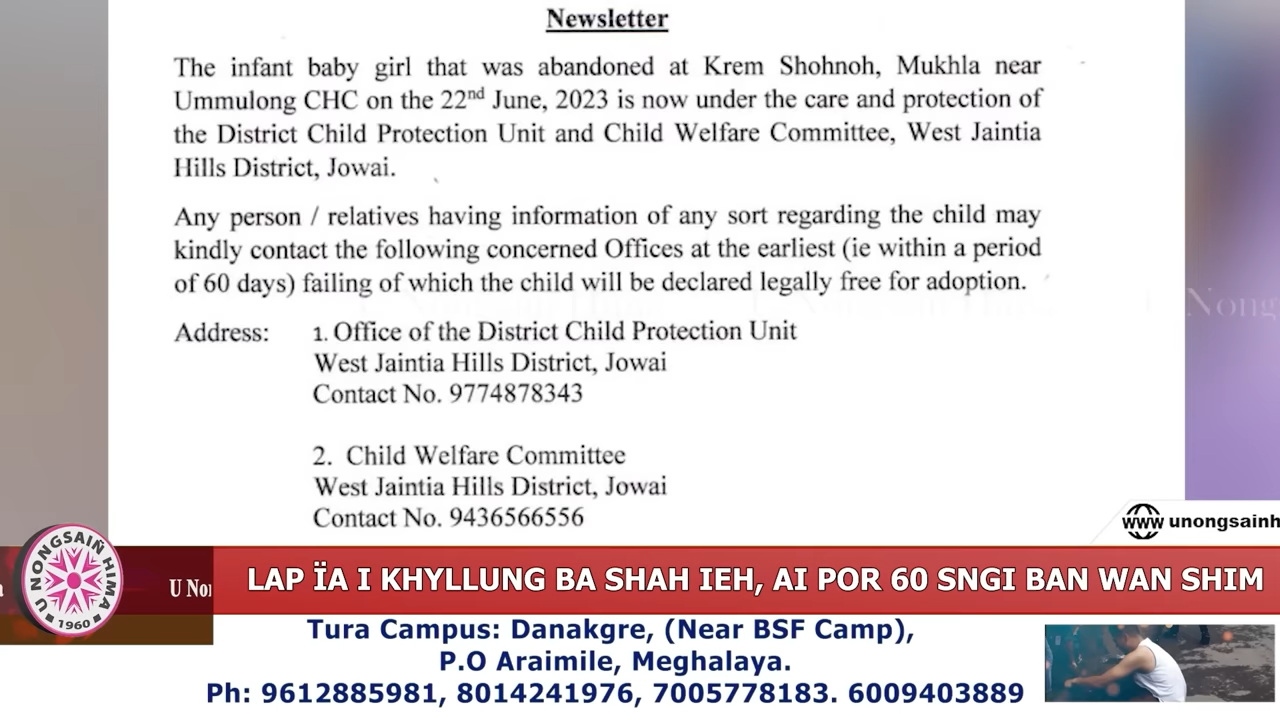 Newsletter
The infant baby girl that was abandoned at Krem Shohnoh, Mukhla near
Ummulong CHC on the 22nd June, 2023 is now under the care and protection of
the District Child Protection Unit and Child Welfare Committee, West Jaintia
Hills District, Jowai.
Any person / relatives having information of any sort regarding the child may
kindly contact the following concerned Offices at the earliest (ie within a period
of 60 days) failing of which the child will be declared legally free for adoption.
Address: 1. Office of the District Child Protection Unit
West Jaintia Hills District, Jowai
Contact No. 9774878343
2. Child Welfare Committee
West Jaintia Hills District, Jowai
Contact No. 9436566556
www unongsainh
U NONGSAIÑ HIMA
1960
LAP ÏA I KHYLLUNG BA SHAH IEH, AI POR 60 SNGI BAN WAN SHIM
Tura Campus: Danakgre, (Near BSF Camp),
P.O Araimile, Meghalaya.
Ph: 9612885981, 8014241976, 7005778183. 6009403889